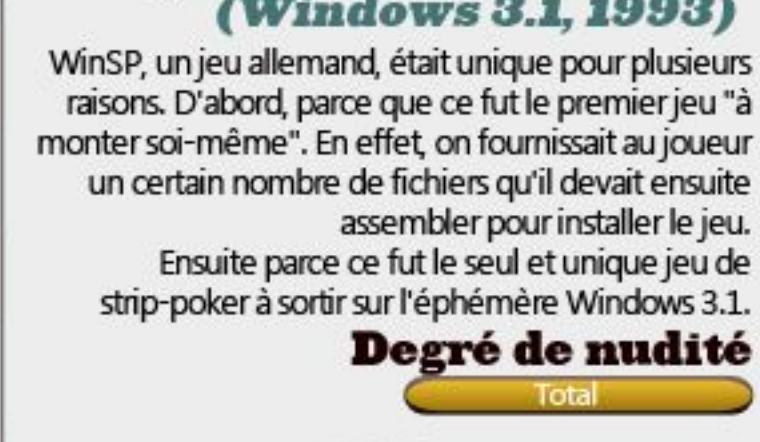 (Windows 3.1, 1993)
WinSP, un jeu allemand, était unique pour plusieurs
raisons. D'abord, parce que ce fut le premier jeu "à
monter soi-même". En effet, on fournissait au joueur
un certain nombre de fichiers qu'il devait ensuite
assembler pour installer le jeu.
Ensuite parce ce fut le seul et unique jeu de
strip-poker à sortir sur l'éphémère Windows 3.1.
Degré de nudité
Total